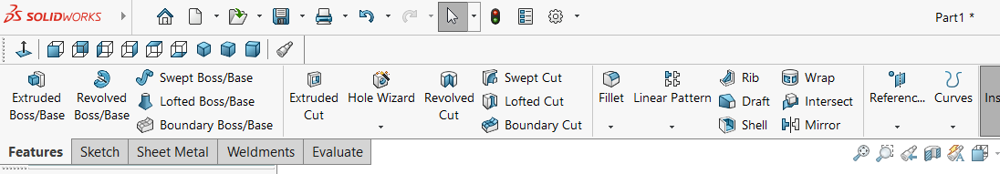 SOLIDWORKS
Part1 *
Extruded Boss/Base
Revolved Boss/Base
Swept Boss/Base
Lofted Boss/Base
Boundary Boss/Base
Extruded Cut
Hole Wizard
Revolved Cut
Swept Cut
Lofted Cut
Boundary Cut
Fillet
Linear Pattern
Rib
Draft
Shell
Wrap
Intersect
Mirror
Referenc...
Curves
Ins
Features
Sketch
Sheet Metal
Weldments
Evaluate